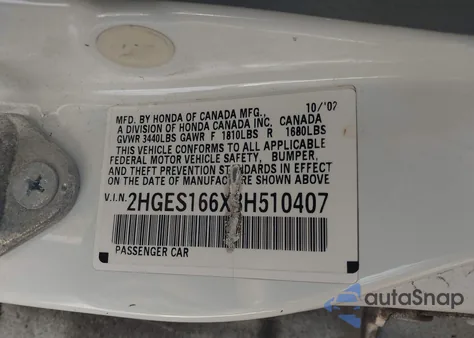 MFD. BY HONDA OF CANADA MFG., 10/'02
A DIVISION OF HONDA CANADA INC, CANADA
GVWR 3440LBS GAWR F 1810LBS R 1680LBS
THIS VEHICLE CONFORMS TO ALL APPLICABLE
FEDERAL MOTOR VEHICLE SAFETY, BUMPER,
AND THEFT PREVENTION STANDARDS IN EFFECT
ON THE DATE OF MANUFACTURE SHOWN ABOVE
V.I.N. 2HGES166X H510407
PASSENGER CAR
autoSnap